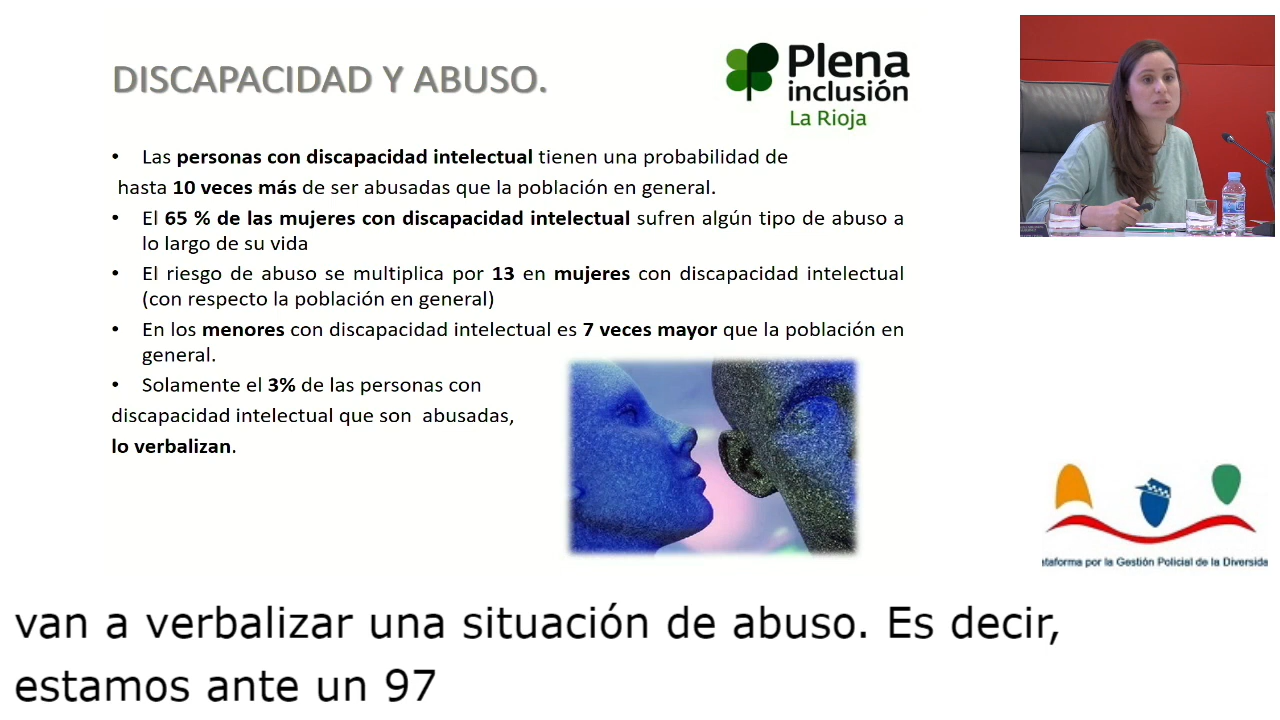 DISCAPACIDAD Y ABUSO.
Plena
inclusión
La Rioja
• Las personas con discapacidad intelectual tienen una probabilidad de
hasta 10 veces más de ser abusadas que la población en general.
• El 65 % de las mujeres con discapacidad intelectual sufren algún tipo de abuso a
lo largo de su vida
• El riesgo de abuso se multiplica por 13 en mujeres con discapacidad intelectual
(con respecto la población en general)
• En los menores con discapacidad intelectual es 7 veces mayor que la población en
general.
• Solamente el 3% de las personas con
discapacidad intelectual que son abusadas,
lo verbalizan.
ataforma por la Gestión Policial de la Diversida
van a verbalizar una situación de abuso. Es decir,
estamos ante un 97